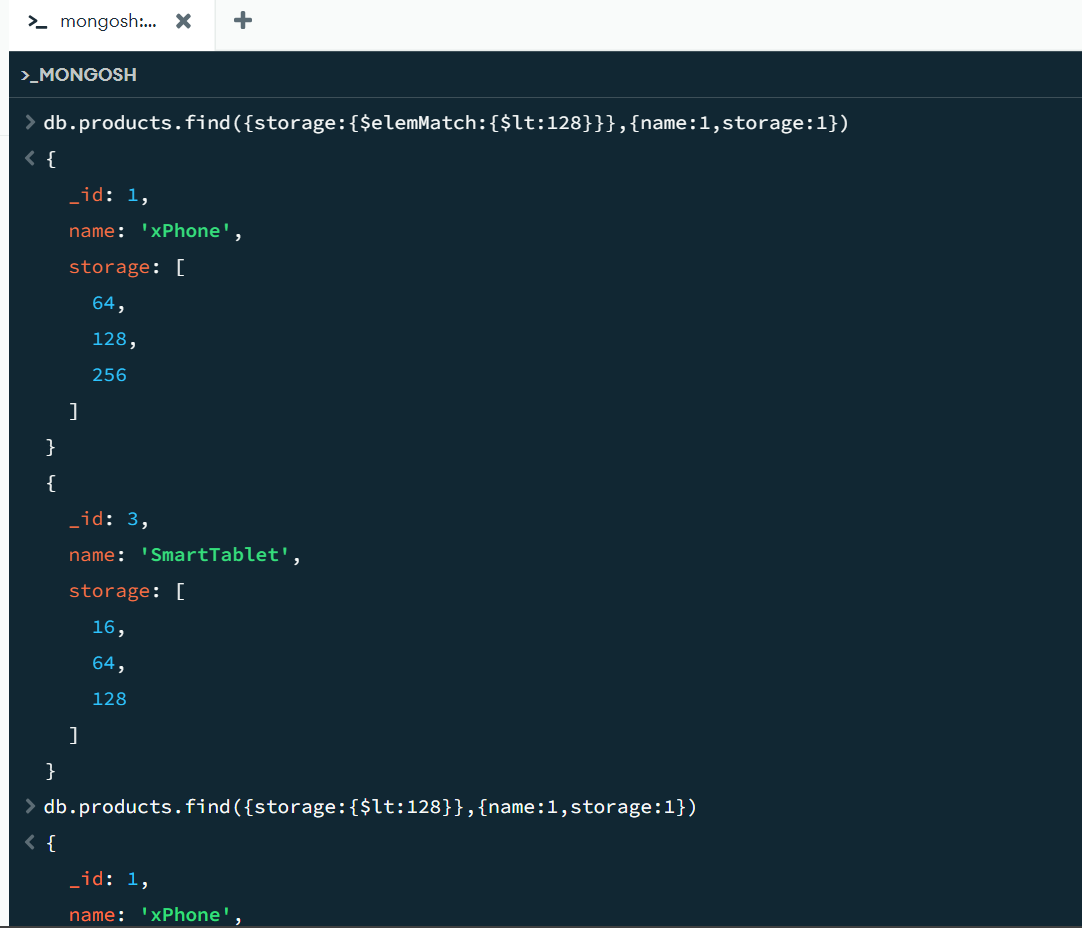 >_ mongosh:...
>_MONGOSH
> db.products.find({storage:{$elemMatch:{$lt:128}}},{name:1,storage:1})
< {
_id: 1,
name: 'xPhone',
storage: [
64,
128,
256
]
}
{
_id: 3,
name: 'SmartTablet',
storage: [
16,
64,
128
]
}
> db.products.find({storage:{$lt:128}},{name:1,storage:1})
< {
_id: 1,
name: 'xPhone',